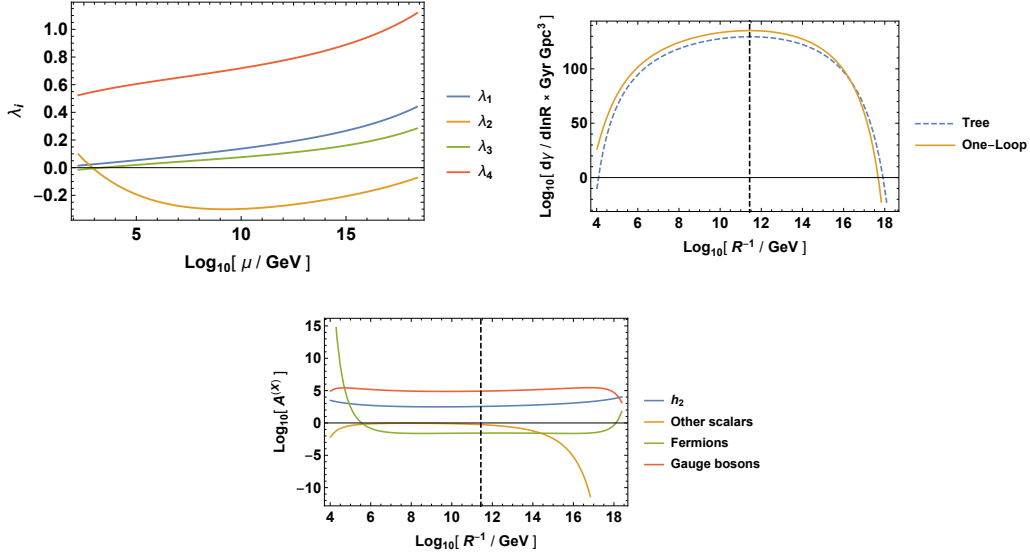 1.0
0.8
0.6
0.4
0.2
0.0
−0.2
λi
5
10
15
Log10[ μ / GeV ]
λ1
λ2
λ3
λ4
100
50
0
Log10[ dγ / dlnR × Gyr Gpc³ ]
4
6
8
10
12
14
16
18
Log10[ R⁻¹ / GeV ]
Tree
One−Loop
15
10
5
0
−5
−10
Log10[ A⁽ˣ⁾ ]
4
6
8
10
12
14
16
18
Log10[ R⁻¹ / GeV ]
h2
Other scalars
Fermions
Gauge bosons